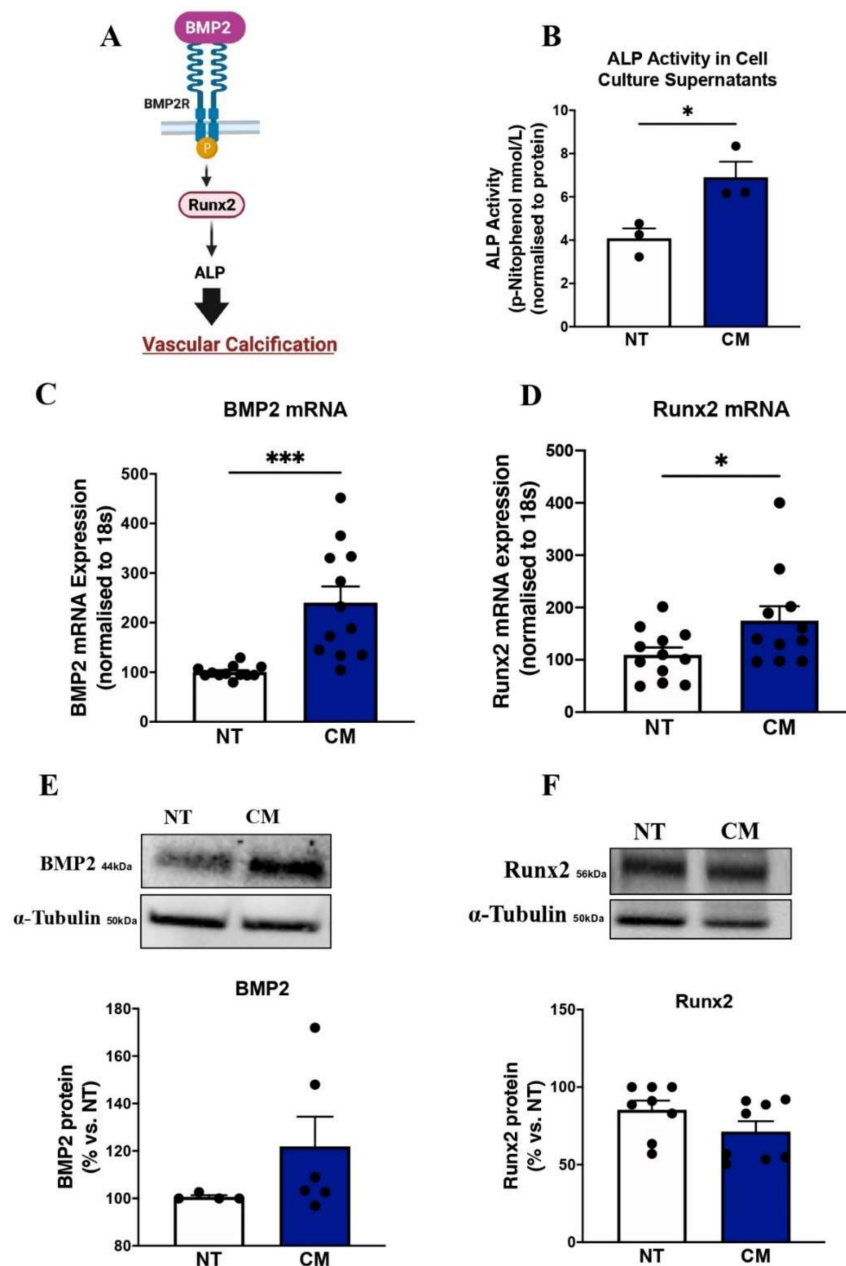 A
BMP2
BMP2R
P
Runx2
ALP
Vascular Calcification
B
ALP Activity in Cell
Culture Supernatants
ALP Activity
(p-Nitophenol mmol/L)
(normalised to protein)
10
8
6
4
2
0
*
NT
CM
C
BMP2 mRNA
BMP2 mRNA Expression
(normalised to 18s)
500
400
300
200
100
0
***
NT
CM
D
Runx2 mRNA
Runx2 mRNA expression
(normalised to 18s)
500
400
300
200
100
0
*
NT
CM
E
NT CM
BMP2 44kDa
α-Tubulin 50kDa
BMP2
BMP2 protein
(% vs. NT)
180
160
140
120
100
80
NT
CM
F
NT CM
Runx2 56kDa
α-Tubulin 50kDa
Runx2
Runx2 protein
(% vs. NT)
150
100
50
0
NT
CM